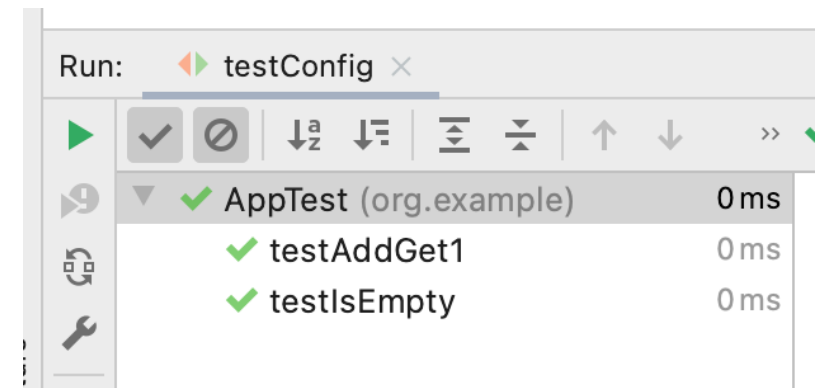 Run: testConfig
AppTest (org.example) 0 ms
testAddGet1 0 ms
testIsEmpty 0 ms